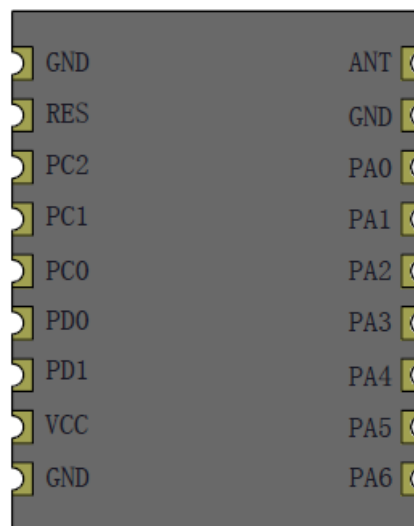 GND ANT
RES GND
PC2 PA0
PC1 PA1
PC0 PA2
PD0 PA3
PD1 PA4
VCC PA5
GND PA6